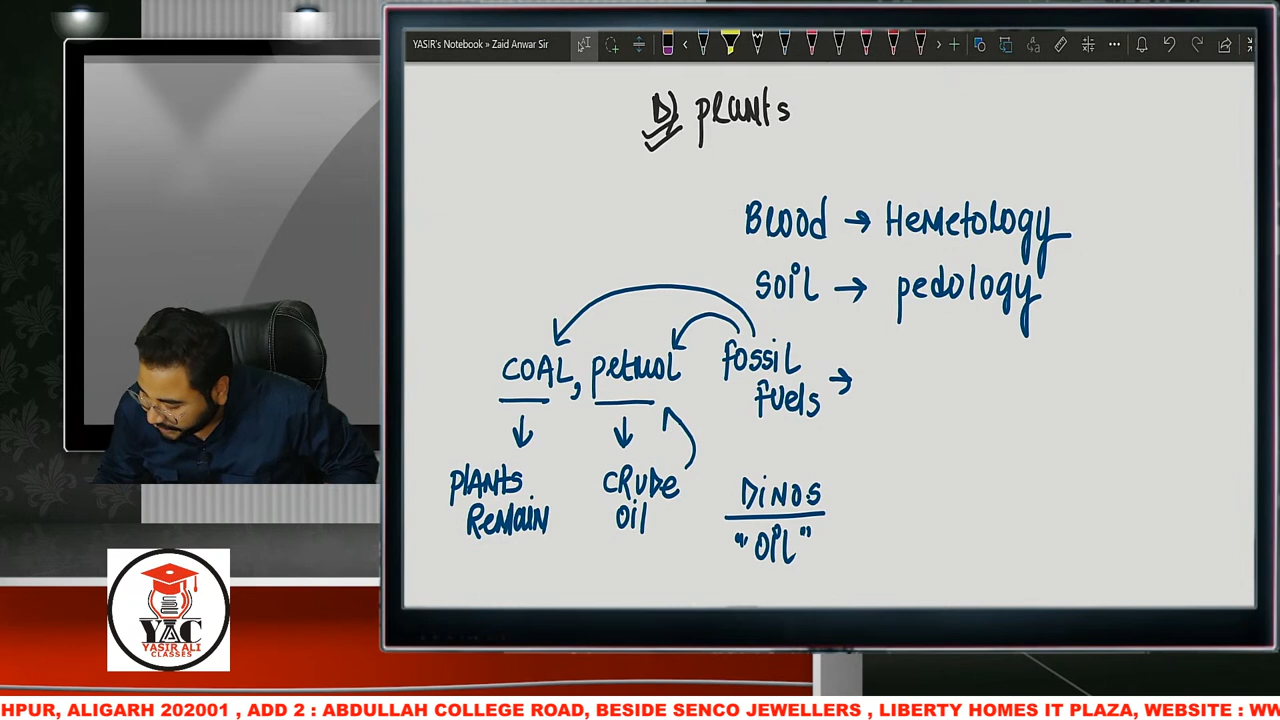 YASIR's Notebook » Zaid Anwar Sir
D) plants
Blood → Hemetology
Soil → pedology
COAL, petrol
fossil fuels →
plants Remain
CRUDe oil
DiNOS
"OPL"
YAC
YASIR ALI
CLASSES
HPUR, ALIGARH 202001 , ADD 2 : ABDULLAH COLLEGE ROAD, BESIDE SENCO JEWELLERS , LIBERTY HOMES IT PLAZA, WEBSITE : WW